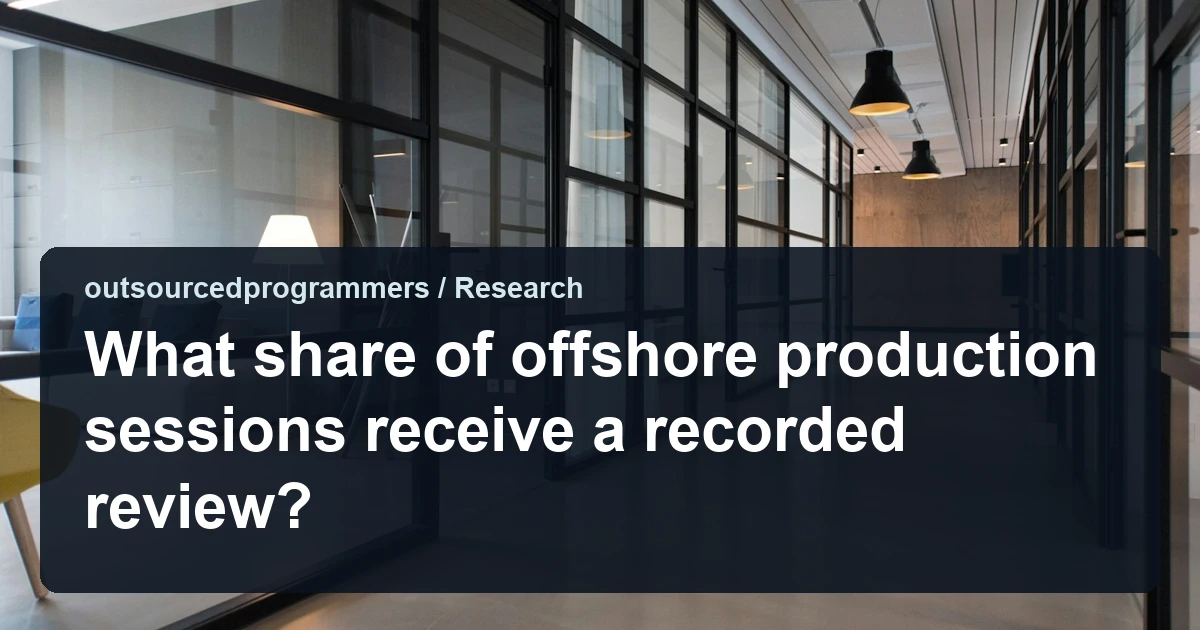 outsourcedprogrammers / Research
What share of offshore production
sessions receive a recorded
review?